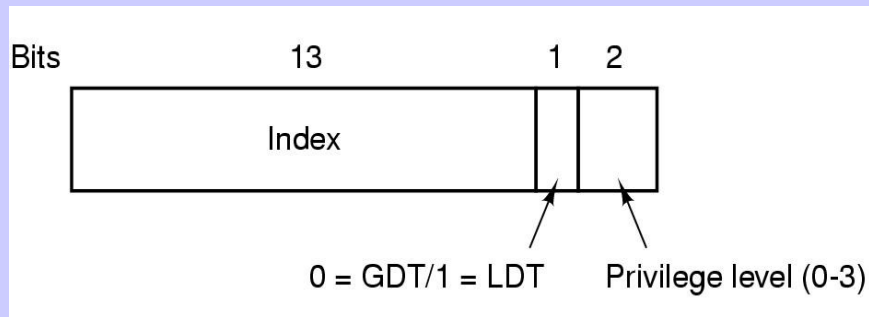 Bits 13 1 2
Index
0 = GDT/1 = LDT Privilege level (0-3)